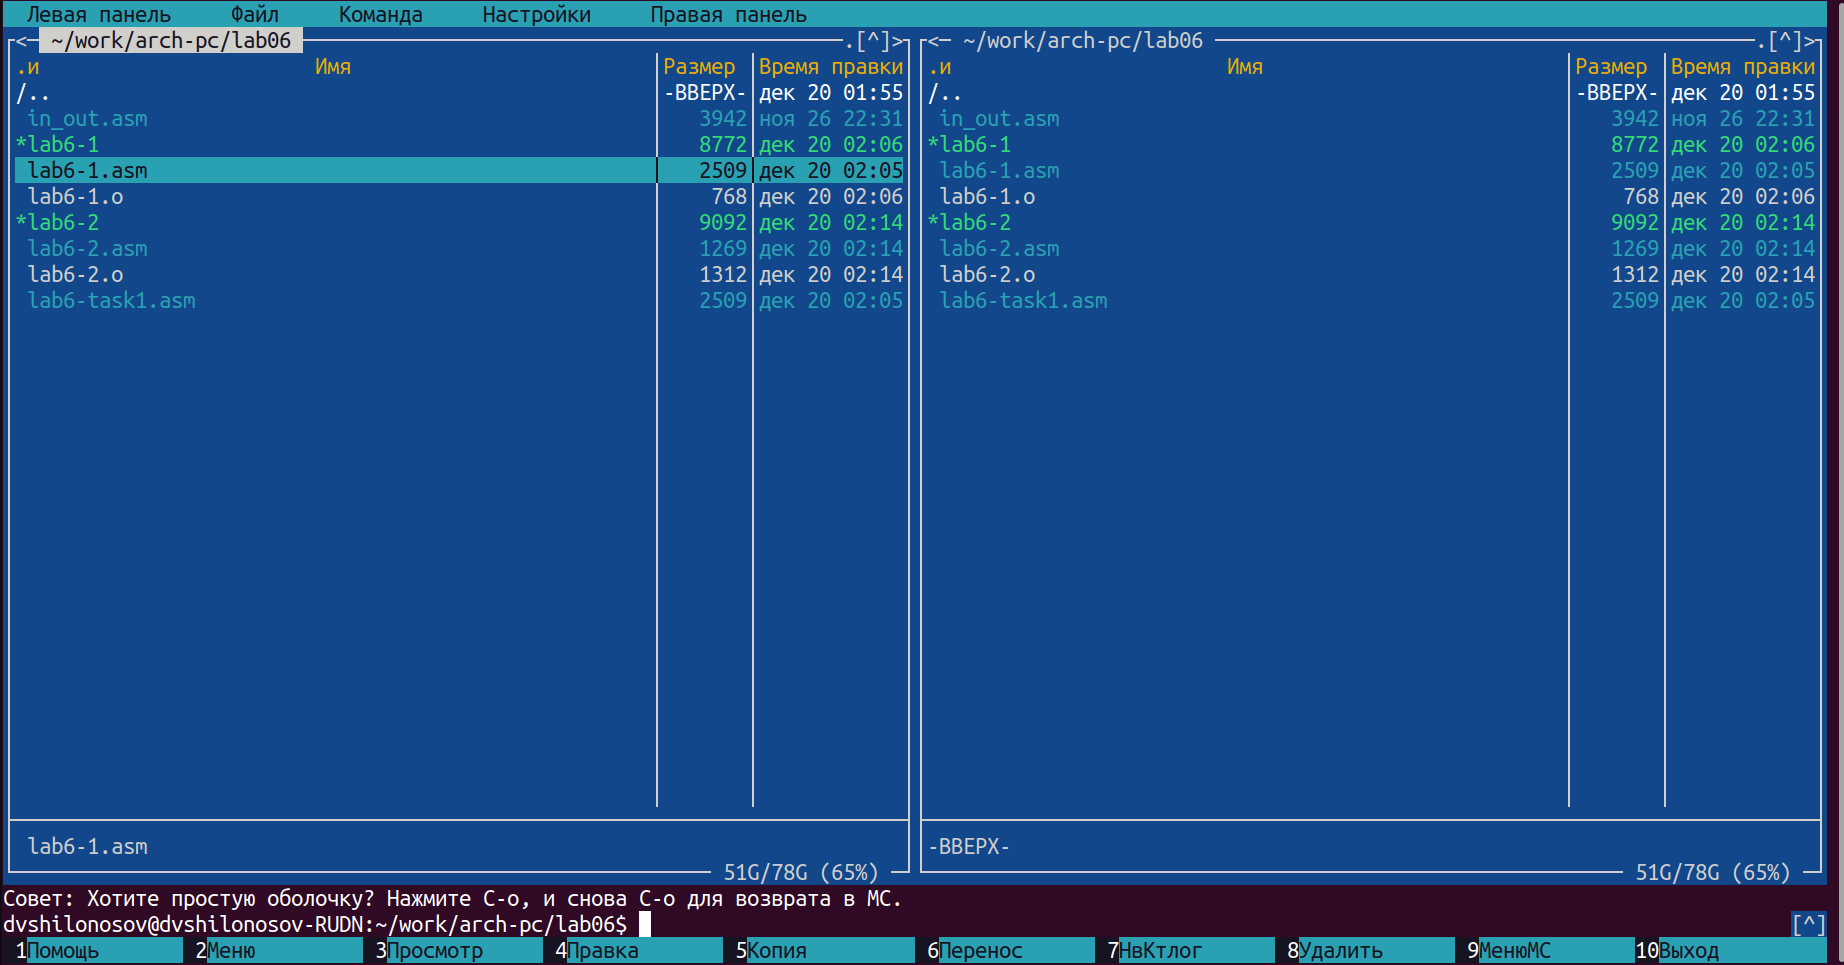 Левая панель Файл Команда Настройки Правая панель
<─ ~/work/arch-pc/lab06 ─.[^]> <─ ~/work/arch-pc/lab06 ─.[^]>
.и Имя Размер Время правки .и Имя Размер Время правки
/.. -ВВЕРХ- дек 20 01:55 /.. -ВВЕРХ- дек 20 01:55
in_out.asm 3942 ноя 26 22:31 in_out.asm 3942 ноя 26 22:31
*lab6-1 8772 дек 20 02:06 *lab6-1 8772 дек 20 02:06
lab6-1.asm 2509 дек 20 02:05 lab6-1.asm 2509 дек 20 02:05
lab6-1.o 768 дек 20 02:06 lab6-1.o 768 дек 20 02:06
*lab6-2 9092 дек 20 02:14 *lab6-2 9092 дек 20 02:14
lab6-2.asm 1269 дек 20 02:14 lab6-2.asm 1269 дек 20 02:14
lab6-2.o 1312 дек 20 02:14 lab6-2.o 1312 дек 20 02:14
lab6-task1.asm 2509 дек 20 02:05 lab6-task1.asm 2509 дек 20 02:05
lab6-1.asm -ВВЕРХ-
51G/78G (65%) 51G/78G (65%)
Совет: Хотите простую оболочку? Нажмите C-o, и снова C-o для возврата в MC.
dvshilonosov@dvshilonosov-RUDN:~/work/arch-pc/lab06$ [^]
1Помощь 2Меню 3Просмотр 4Правка 5Копия 6Перенос 7НвКтлог 8Удалить 9МенюMC 10Выход